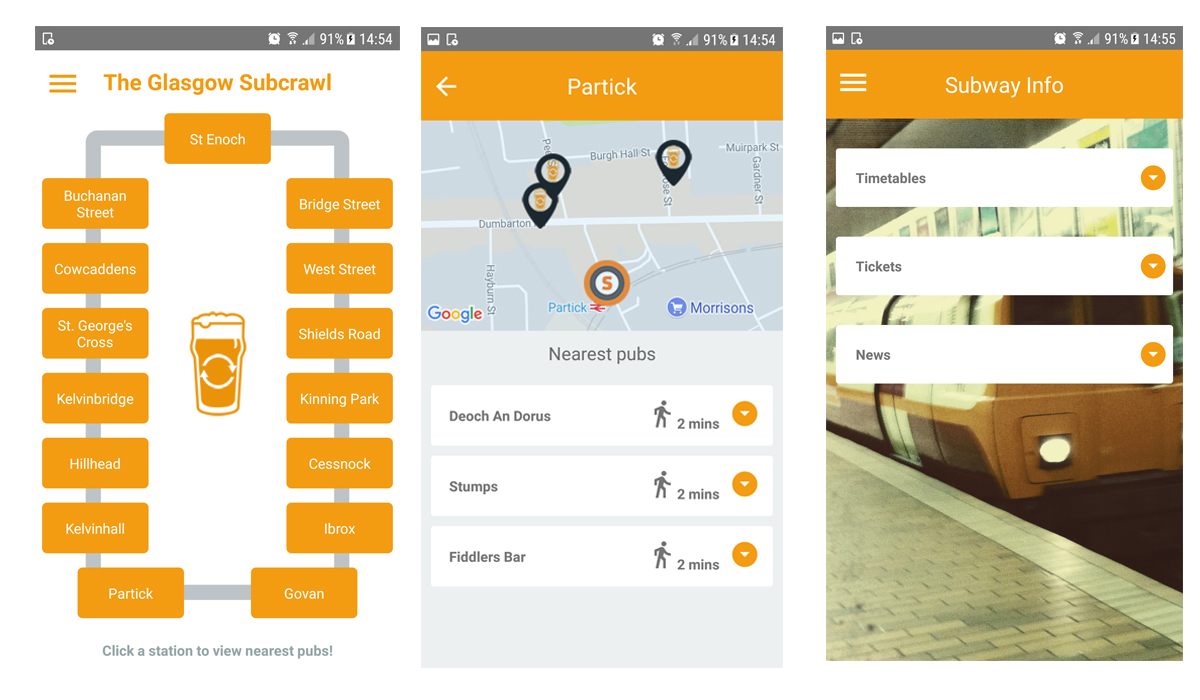 91% 14:54
The Glasgow Subcrawl
St Enoch
Buchanan
Street
Bridge Street
Cowcaddens
West Street
St. George's
Cross
Shields Road
Kelvinbridge
Kinning Park
Hillhead
Cessnock
Kelvinhall
Ibrox
Partick
Govan
Click a station to view nearest pubs!
91% 14:54
Partick
Burgh Hall St
Muirpark St
Gardner St
Dumbarton
Hayburn St
S
Partick
Morrisons
Google
Nearest pubs
Deoch An Dorus
2 mins
Stumps
2 mins
Fiddlers Bar
2 mins
91% 14:55
Subway Info
Timetables
Tickets
News